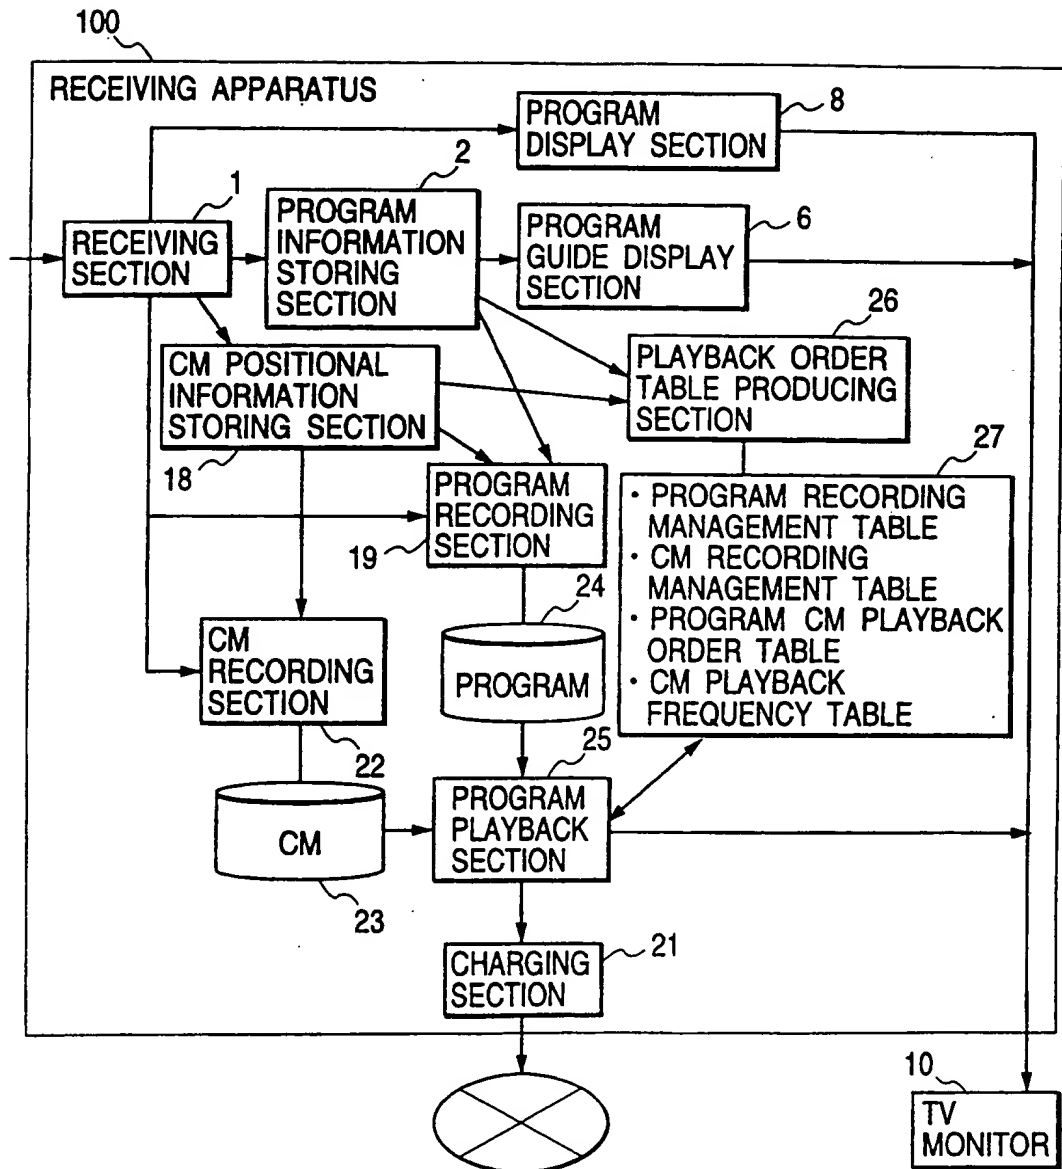 100
RECEIVING APPARATUS
8
PROGRAM
DISPLAY SECTION
2
1
PROGRAM
INFORMATION
STORING
SECTION
6
RECEIVING
SECTION
PROGRAM
GUIDE DISPLAY
SECTION
26
CM POSITIONAL
INFORMATION
STORING SECTION
18
PLAYBACK ORDER
TABLE PRODUCING
SECTION
27
PROGRAM
RECORDING
SECTION
19
· PROGRAM RECORDING
MANAGEMENT TABLE
· CM RECORDING
MANAGEMENT TABLE
· PROGRAM CM PLAYBACK
ORDER TABLE
· CM PLAYBACK
FREQUENCY TABLE
24
CM
RECORDING
SECTION
22
PROGRAM
25
CM
23
PROGRAM
PLAYBACK
SECTION
21
CHARGING
SECTION
10
TV
MONITOR